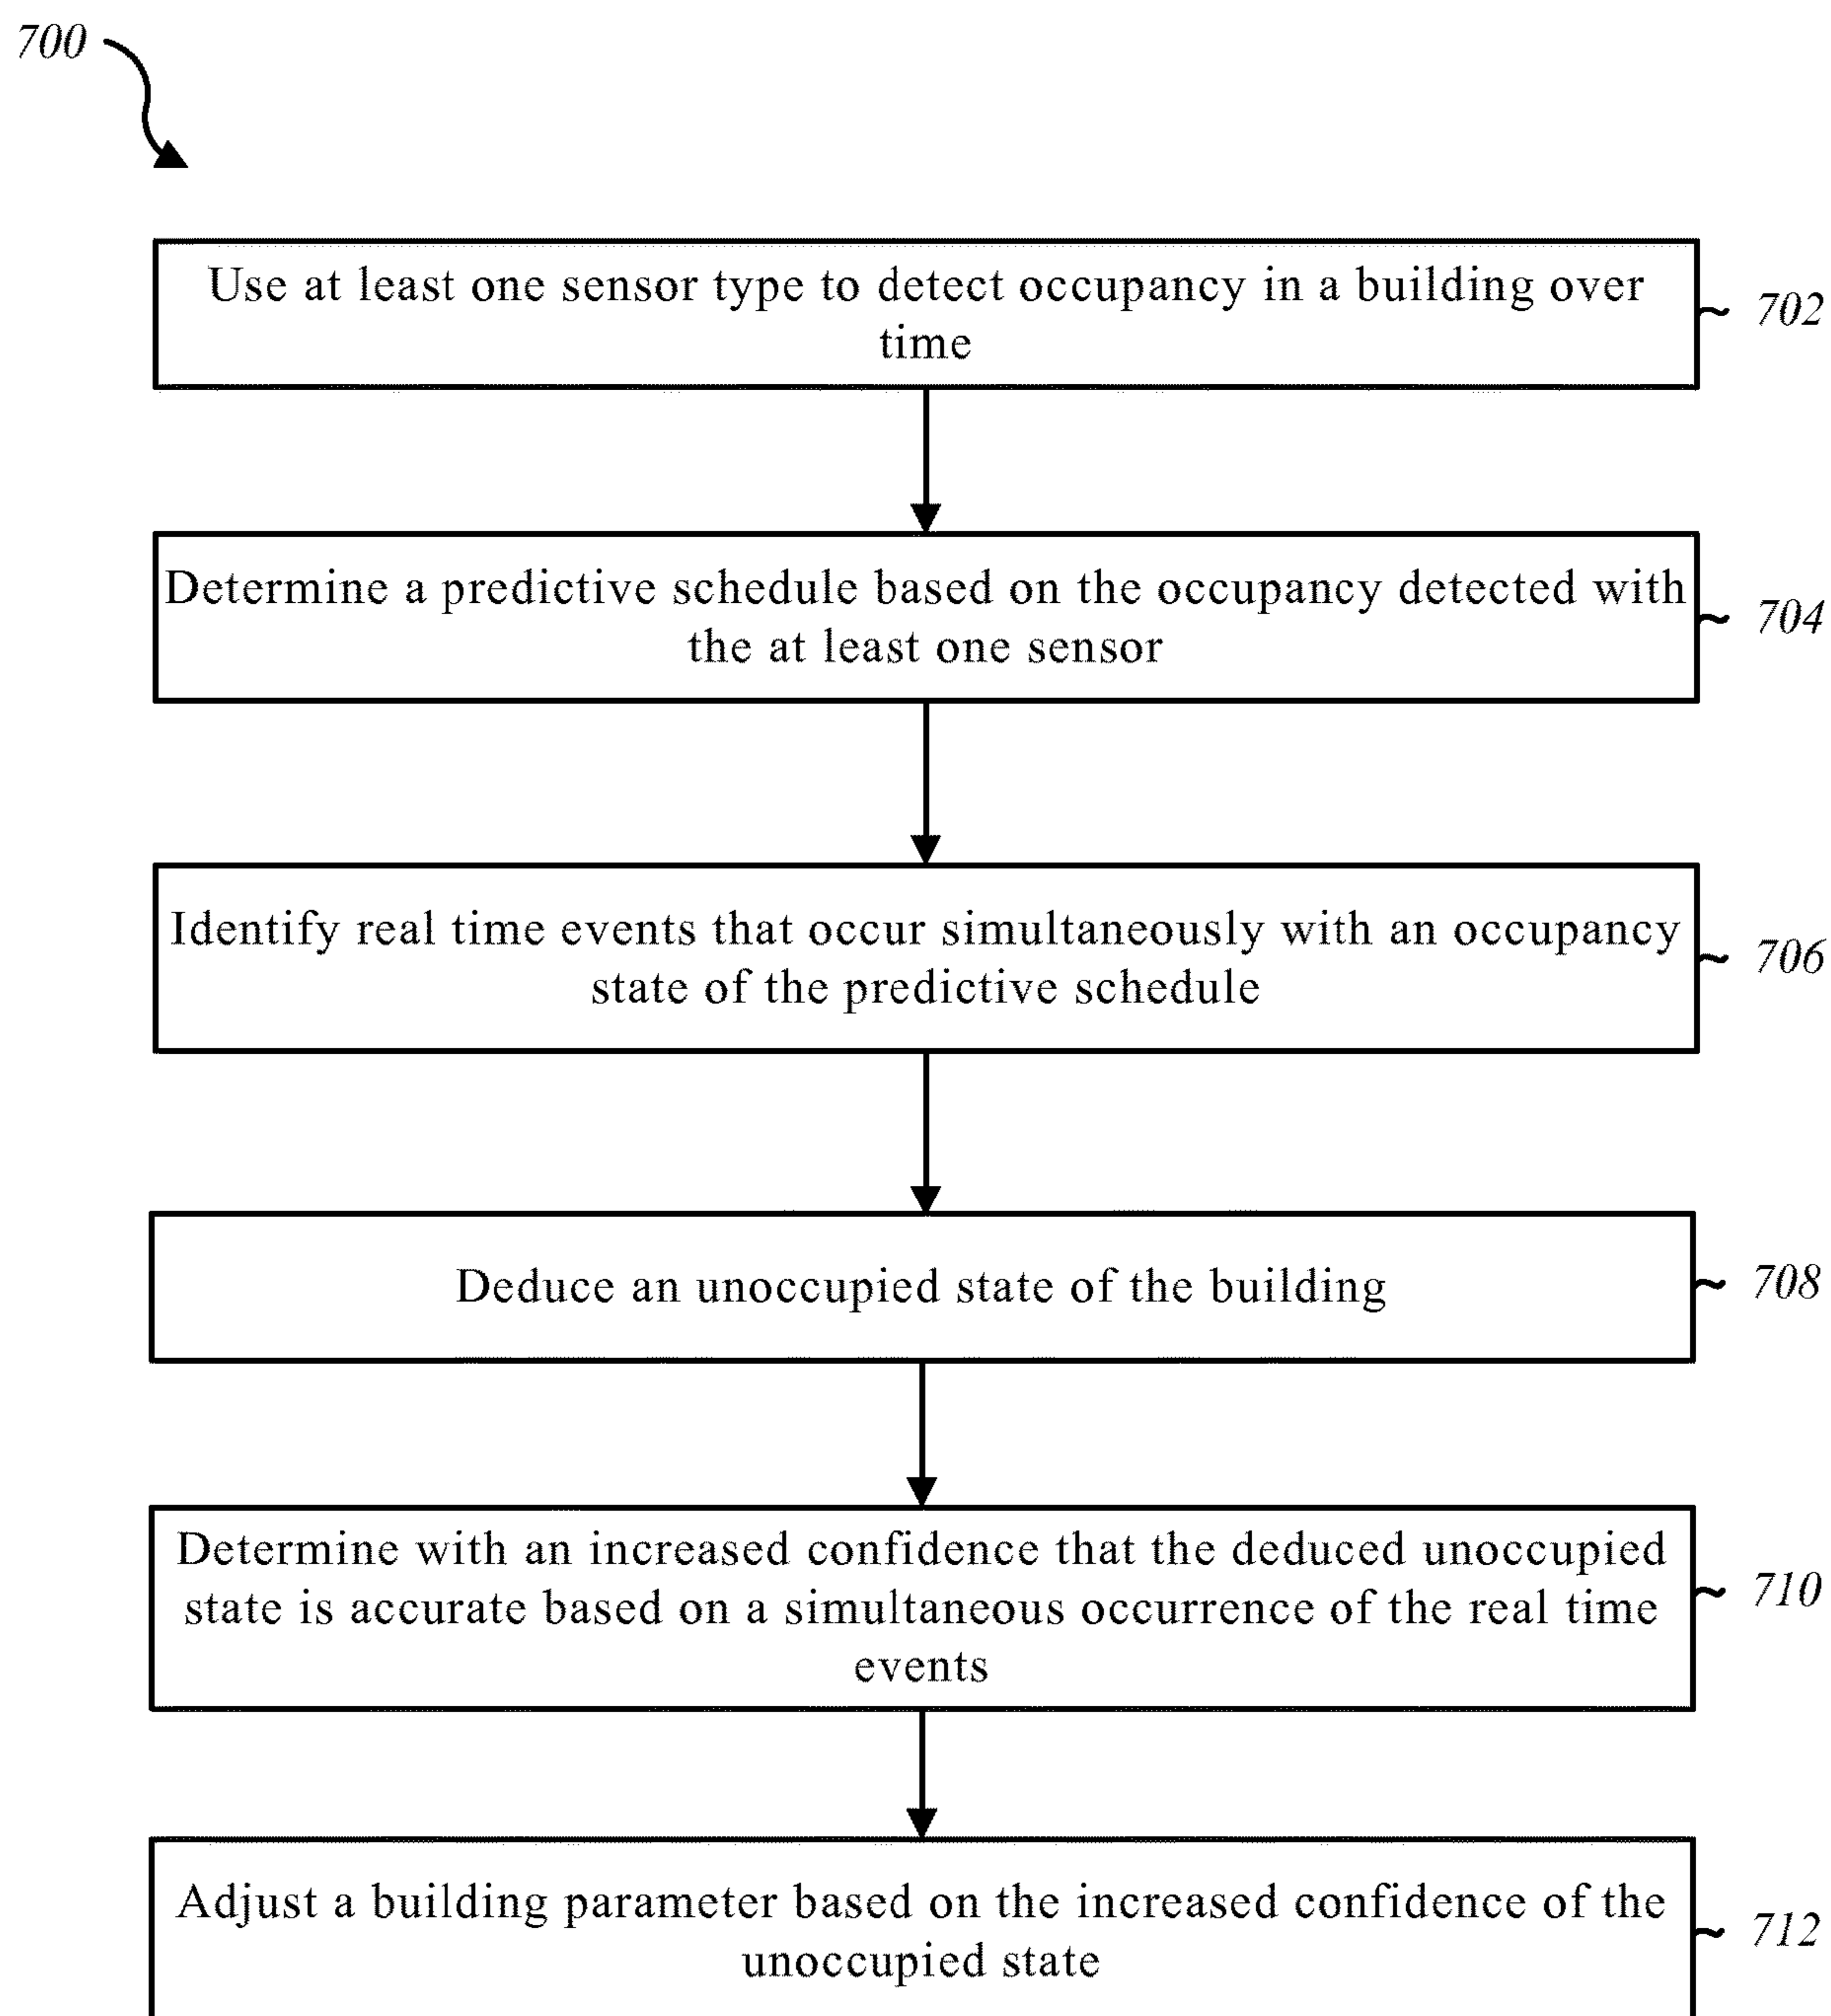 700
Use at least one sensor type to detect occupancy in a building over
time
702
Determine a predictive schedule based on the occupancy detected with
the at least one sensor
704
Identify real time events that occur simultaneously with an occupancy
state of the predictive schedule
706
Deduce an unoccupied state of the building
708
Determine with an increased confidence that the deduced unoccupied
state is accurate based on a simultaneous occurrence of the real time
events
710
Adjust a building parameter based on the increased confidence of the
unoccupied state
712